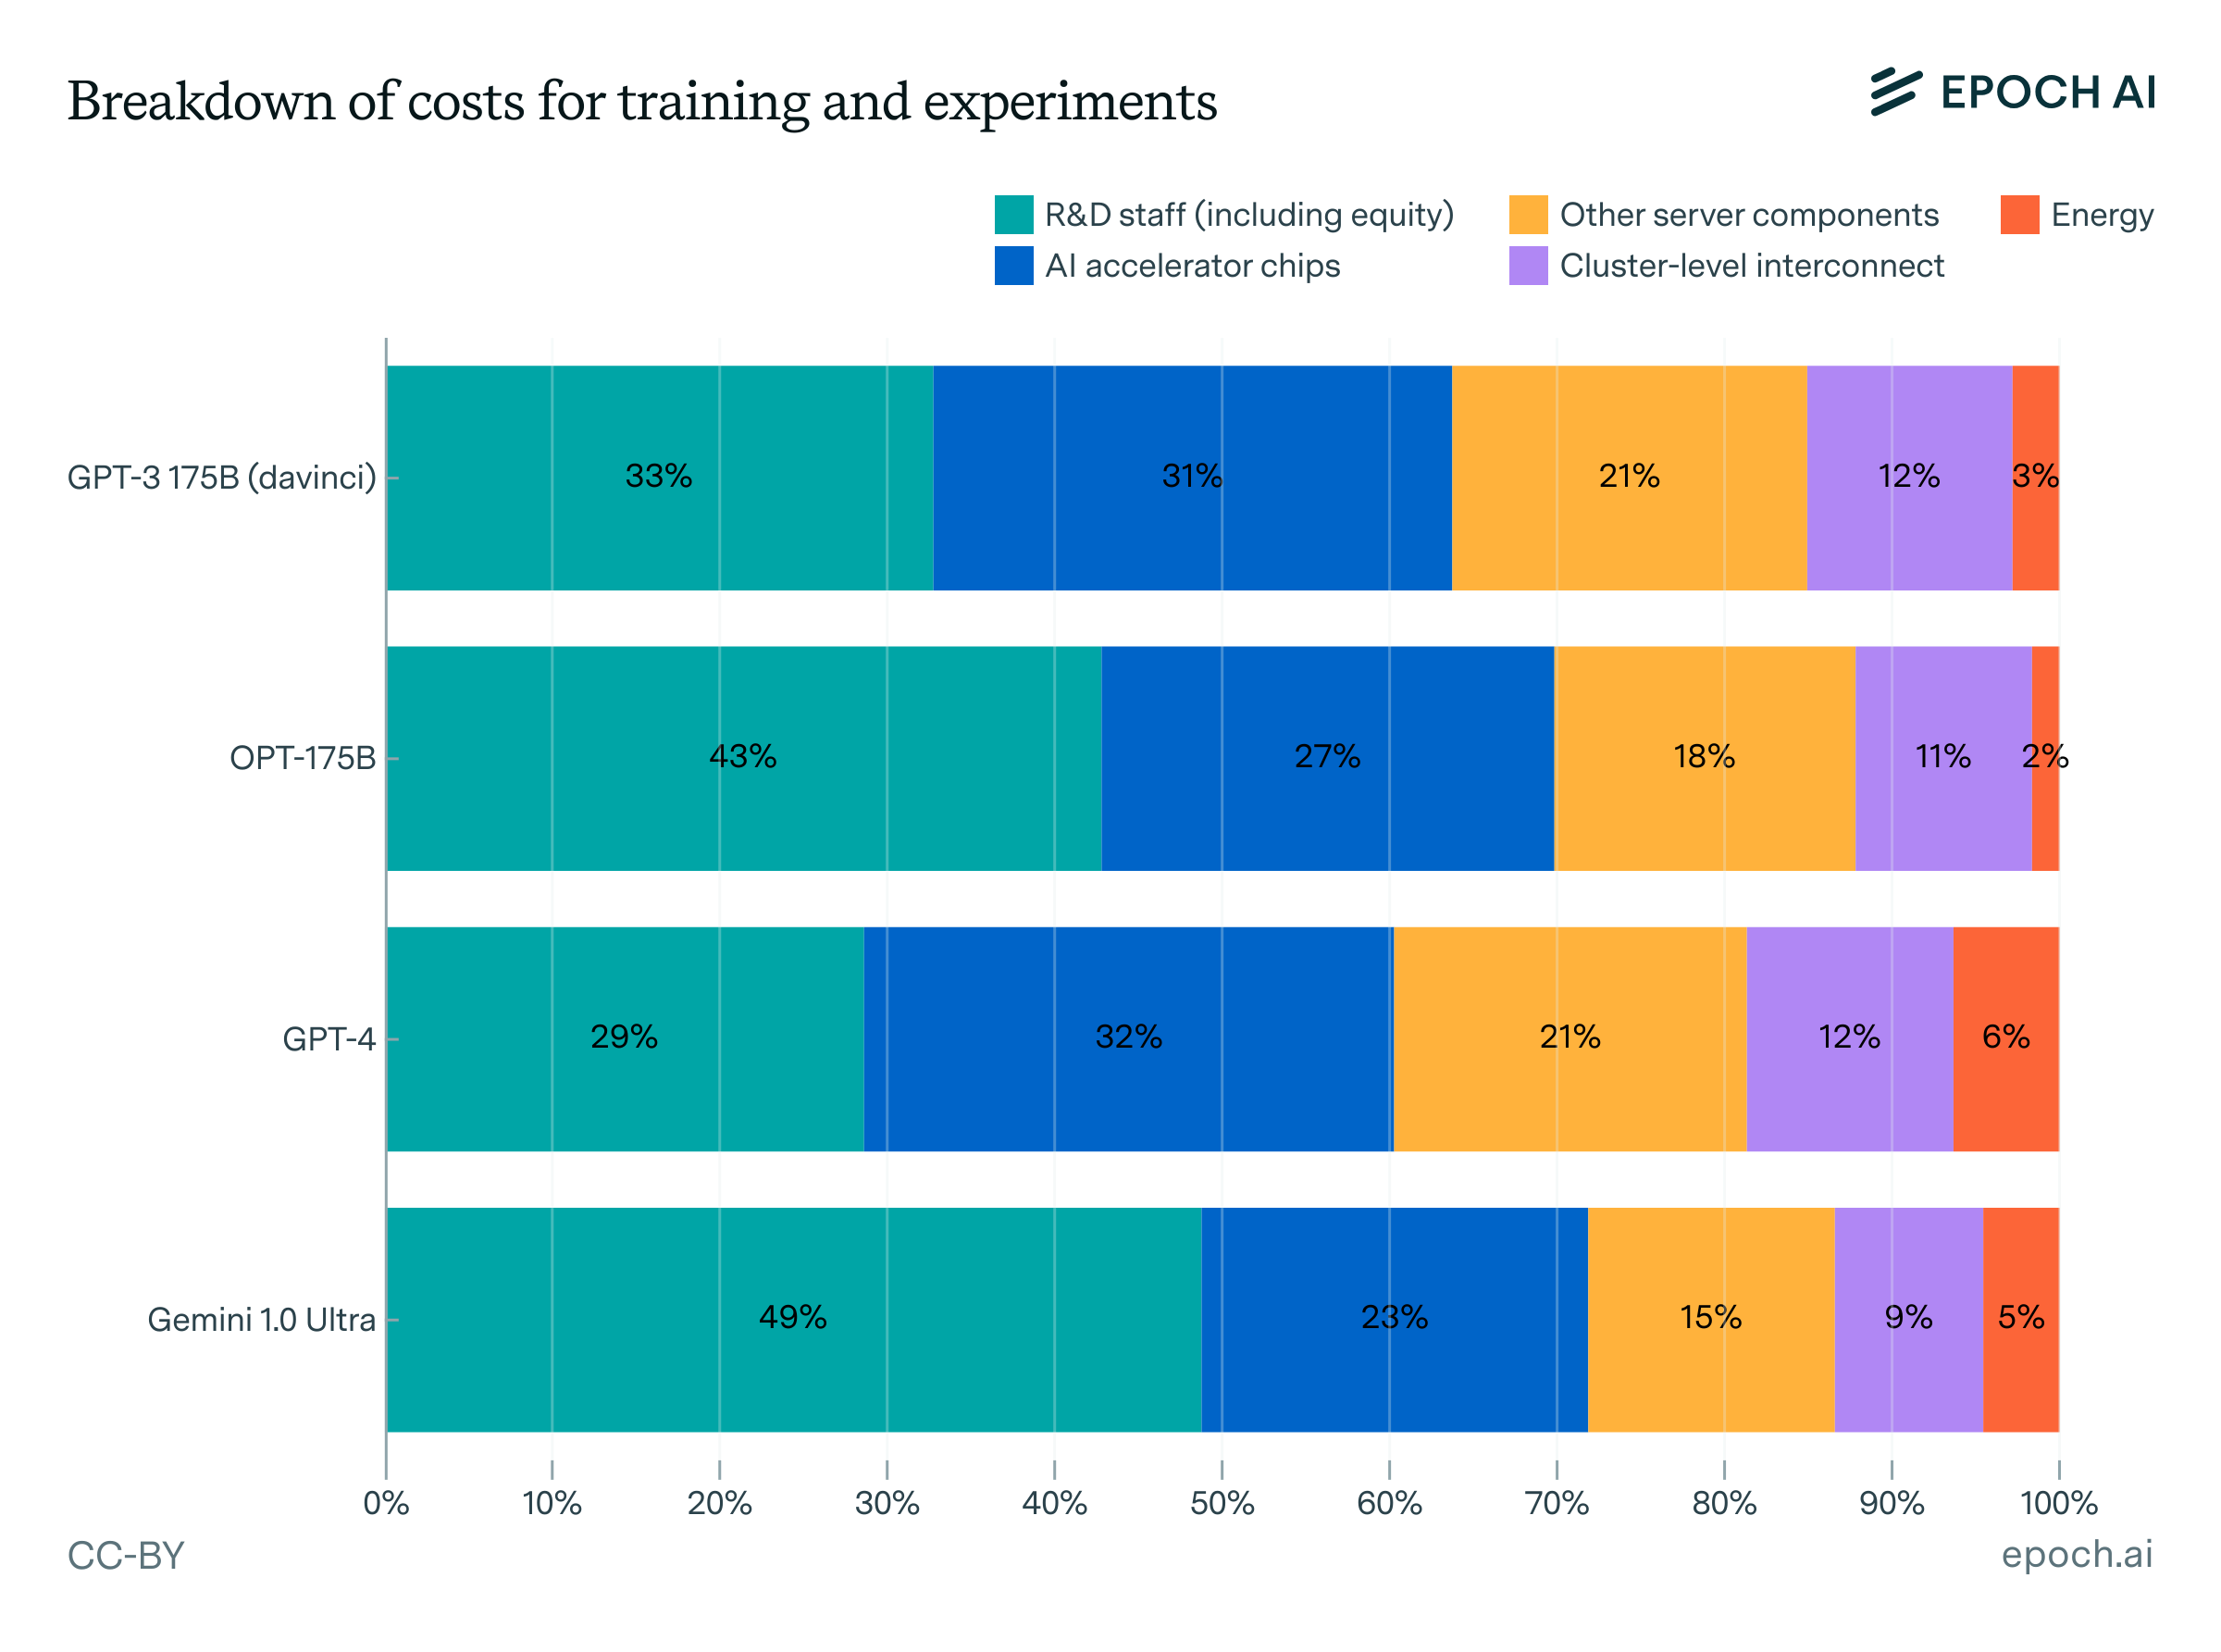 Breakdown of costs for training and experiments
EPOCH AI
R&D staff (including equity)
Other server components
Energy
AI accelerator chips
Cluster-level interconnect
GPT-3 175B (davinci)
33%
31%
21%
12%
3%
OPT-175B
43%
27%
18%
11%
2%
GPT-4
29%
32%
21%
12%
6%
Gemini 1.0 Ultra
49%
23%
15%
9%
5%
0%
10%
20%
30%
40%
50%
60%
70%
80%
90%
100%
CC-BY
epoch.ai